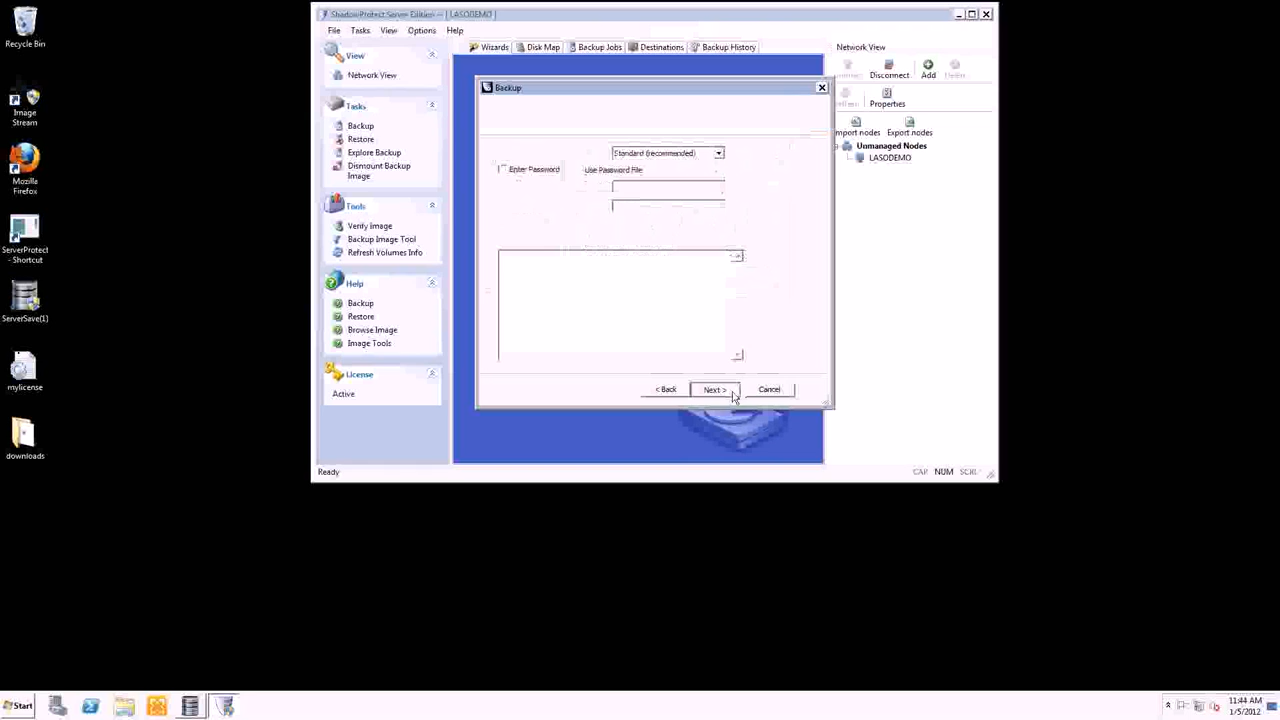 Recycle Bin
Image
Stream
Mozilla
Firefox
ServerProtect
- Shortcut
ServerSave(1)
mylicense
downloads
ShadowProtect Server Edition - [LASODEMO]
File Tasks View Options Help
View
Network View
Tasks
Backup
Restore
Explore Backup
Dismount Backup
Image
Tools
Verify Image
Backup Image Tool
Refresh Volumes Info
Help
Backup
Restore
Browse Image
Image Tools
License
Active
Ready
Wizards Disk Map Backup Jobs Destinations Backup History
Backup
Standard (recommended)
Enter Password Use Password File
< Back Next > Cancel
Network View
Disconnect Add
Properties
Import nodes Export nodes
Unmanaged Nodes
LASODEMO
CAP NUM SCRL
Start
11:44 AM
1/5/2012